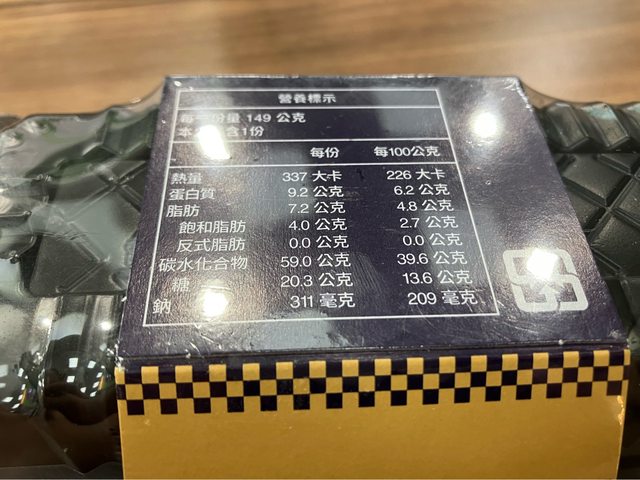 營養標示
每一份量 149 公克
本 含1份
每份 每100公克
熱量 337 大卡 226 大卡
蛋白質 9.2 公克 6.2 公克
脂肪 7.2 公克 4.8 公克
飽和脂肪 4.0 公克 2.7 公克
反式脂肪 0.0 公克 0.0 公克
碳水化合物 59.0 公克 39.6 公克
糖 20.3 公克 13.6 公克
鈉 311 毫克 209 毫克